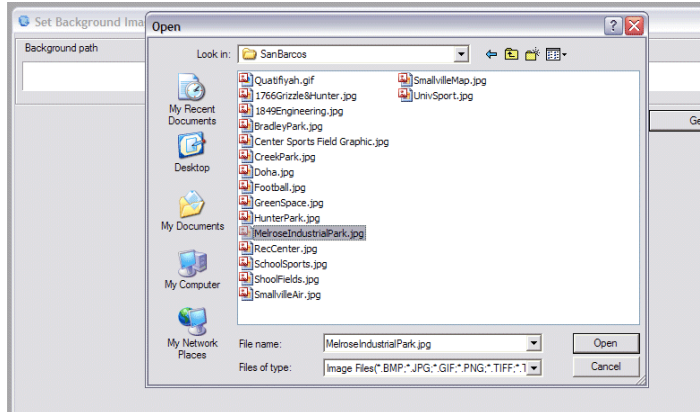 Set Background Ima
Background path
Ge
Open
Look in:
SanBarcos
My Recent
Documents
Desktop
My Documents
My Computer
My Network
Places
Quatifiyah.gif
1766Grizzle&Hunter.jpg
1849Engineering.jpg
BradleyPark.jpg
Center Sports Field Graphic.jpg
CreekPark.jpg
Doha.jpg
Football.jpg
GreenSpace.jpg
HunterPark.jpg
MelroseIndustrialPark.jpg
RecCenter.jpg
SchoolSports.jpg
ShoolFields.jpg
SmallvilleAir.jpg
SmallvilleMap.jpg
UnivSport.jpg
File name:
MelroseIndustrialPark.jpg
Open
Files of type:
Image Files(*.BMP;*.JPG;*.GIF;*.PNG;*.TIFF;*.T
Cancel